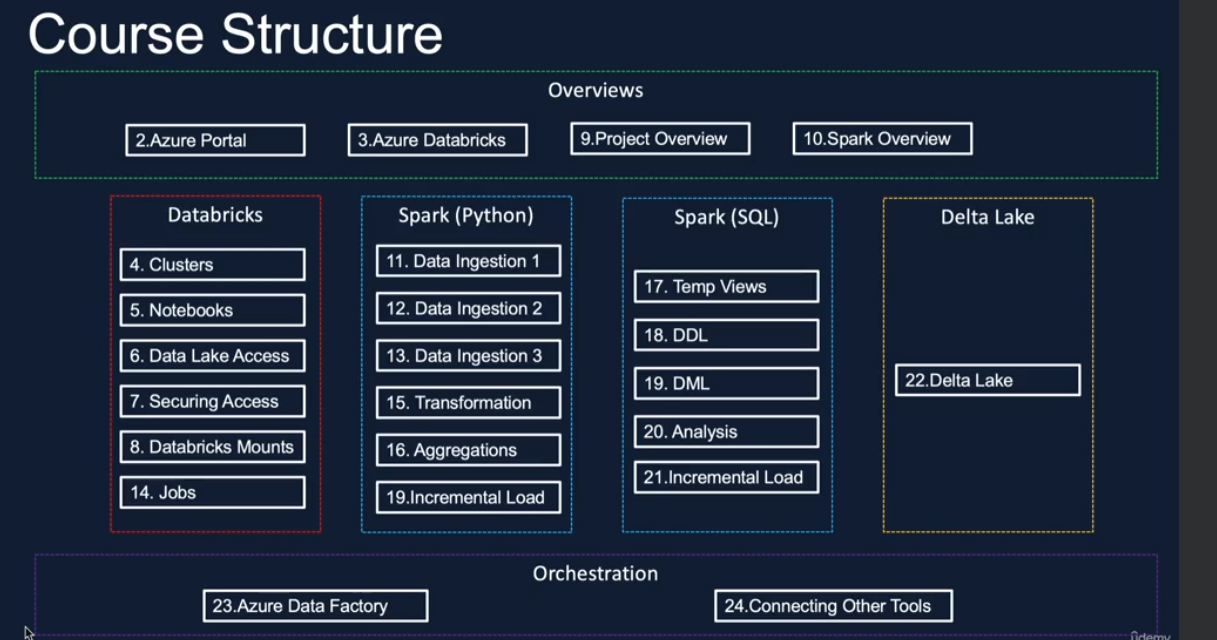 Course Structure
Overviews
2.Azure Portal
3.Azure Databricks
9.Project Overview
10.Spark Overview
Databricks
4. Clusters
5. Notebooks
6. Data Lake Access
7. Securing Access
8. Databricks Mounts
14. Jobs
Spark (Python)
11. Data Ingestion 1
12. Data Ingestion 2
13. Data Ingestion 3
15. Transformation
16. Aggregations
19.Incremental Load
Spark (SQL)
17. Temp Views
18. DDL
19. DML
20. Analysis
21.Incremental Load
Delta Lake
22.Delta Lake
Orchestration
23.Azure Data Factory
24.Connecting Other Tools
ûdemy